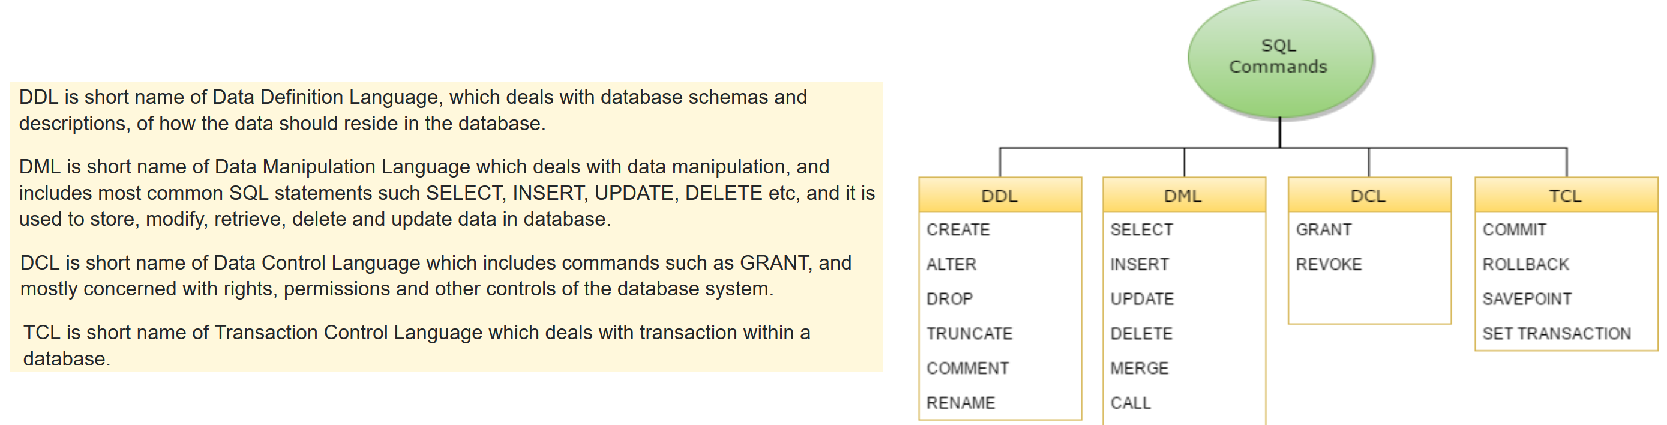 DDL is short name of Data Definition Language, which deals with database schemas and
descriptions, of how the data should reside in the database.
DML is short name of Data Manipulation Language which deals with data manipulation, and
includes most common SQL statements such SELECT, INSERT, UPDATE, DELETE etc, and it is
used to store, modify, retrieve, delete and update data in database.
DCL is short name of Data Control Language which includes commands such as GRANT, and
mostly concerned with rights, permissions and other controls of the database system.
TCL is short name of Transaction Control Language which deals with transaction within a
database.
SQL
Commands
DDL
CREATE
ALTER
DROP
TRUNCATE
COMMENT
RENAME
DML
SELECT
INSERT
UPDATE
DELETE
MERGE
CALL
DCL
GRANT
REVOKE
TCL
COMMIT
ROLLBACK
SAVEPOINT
SET TRANSACTION